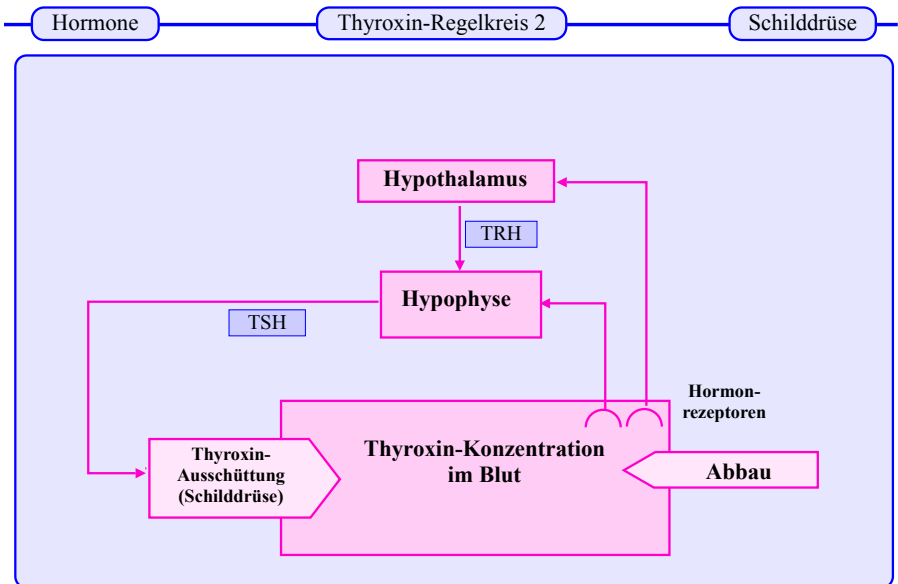 Hormone
Thyroxin-Regelkreis 2
Schilddrüse
Hypothalamus
TRH
Hypophyse
TSH
Hormon-
rezeptoren
Thyroxin-
Ausschüttung
(Schilddrüse)
Thyroxin-Konzentration
im Blut
Abbau